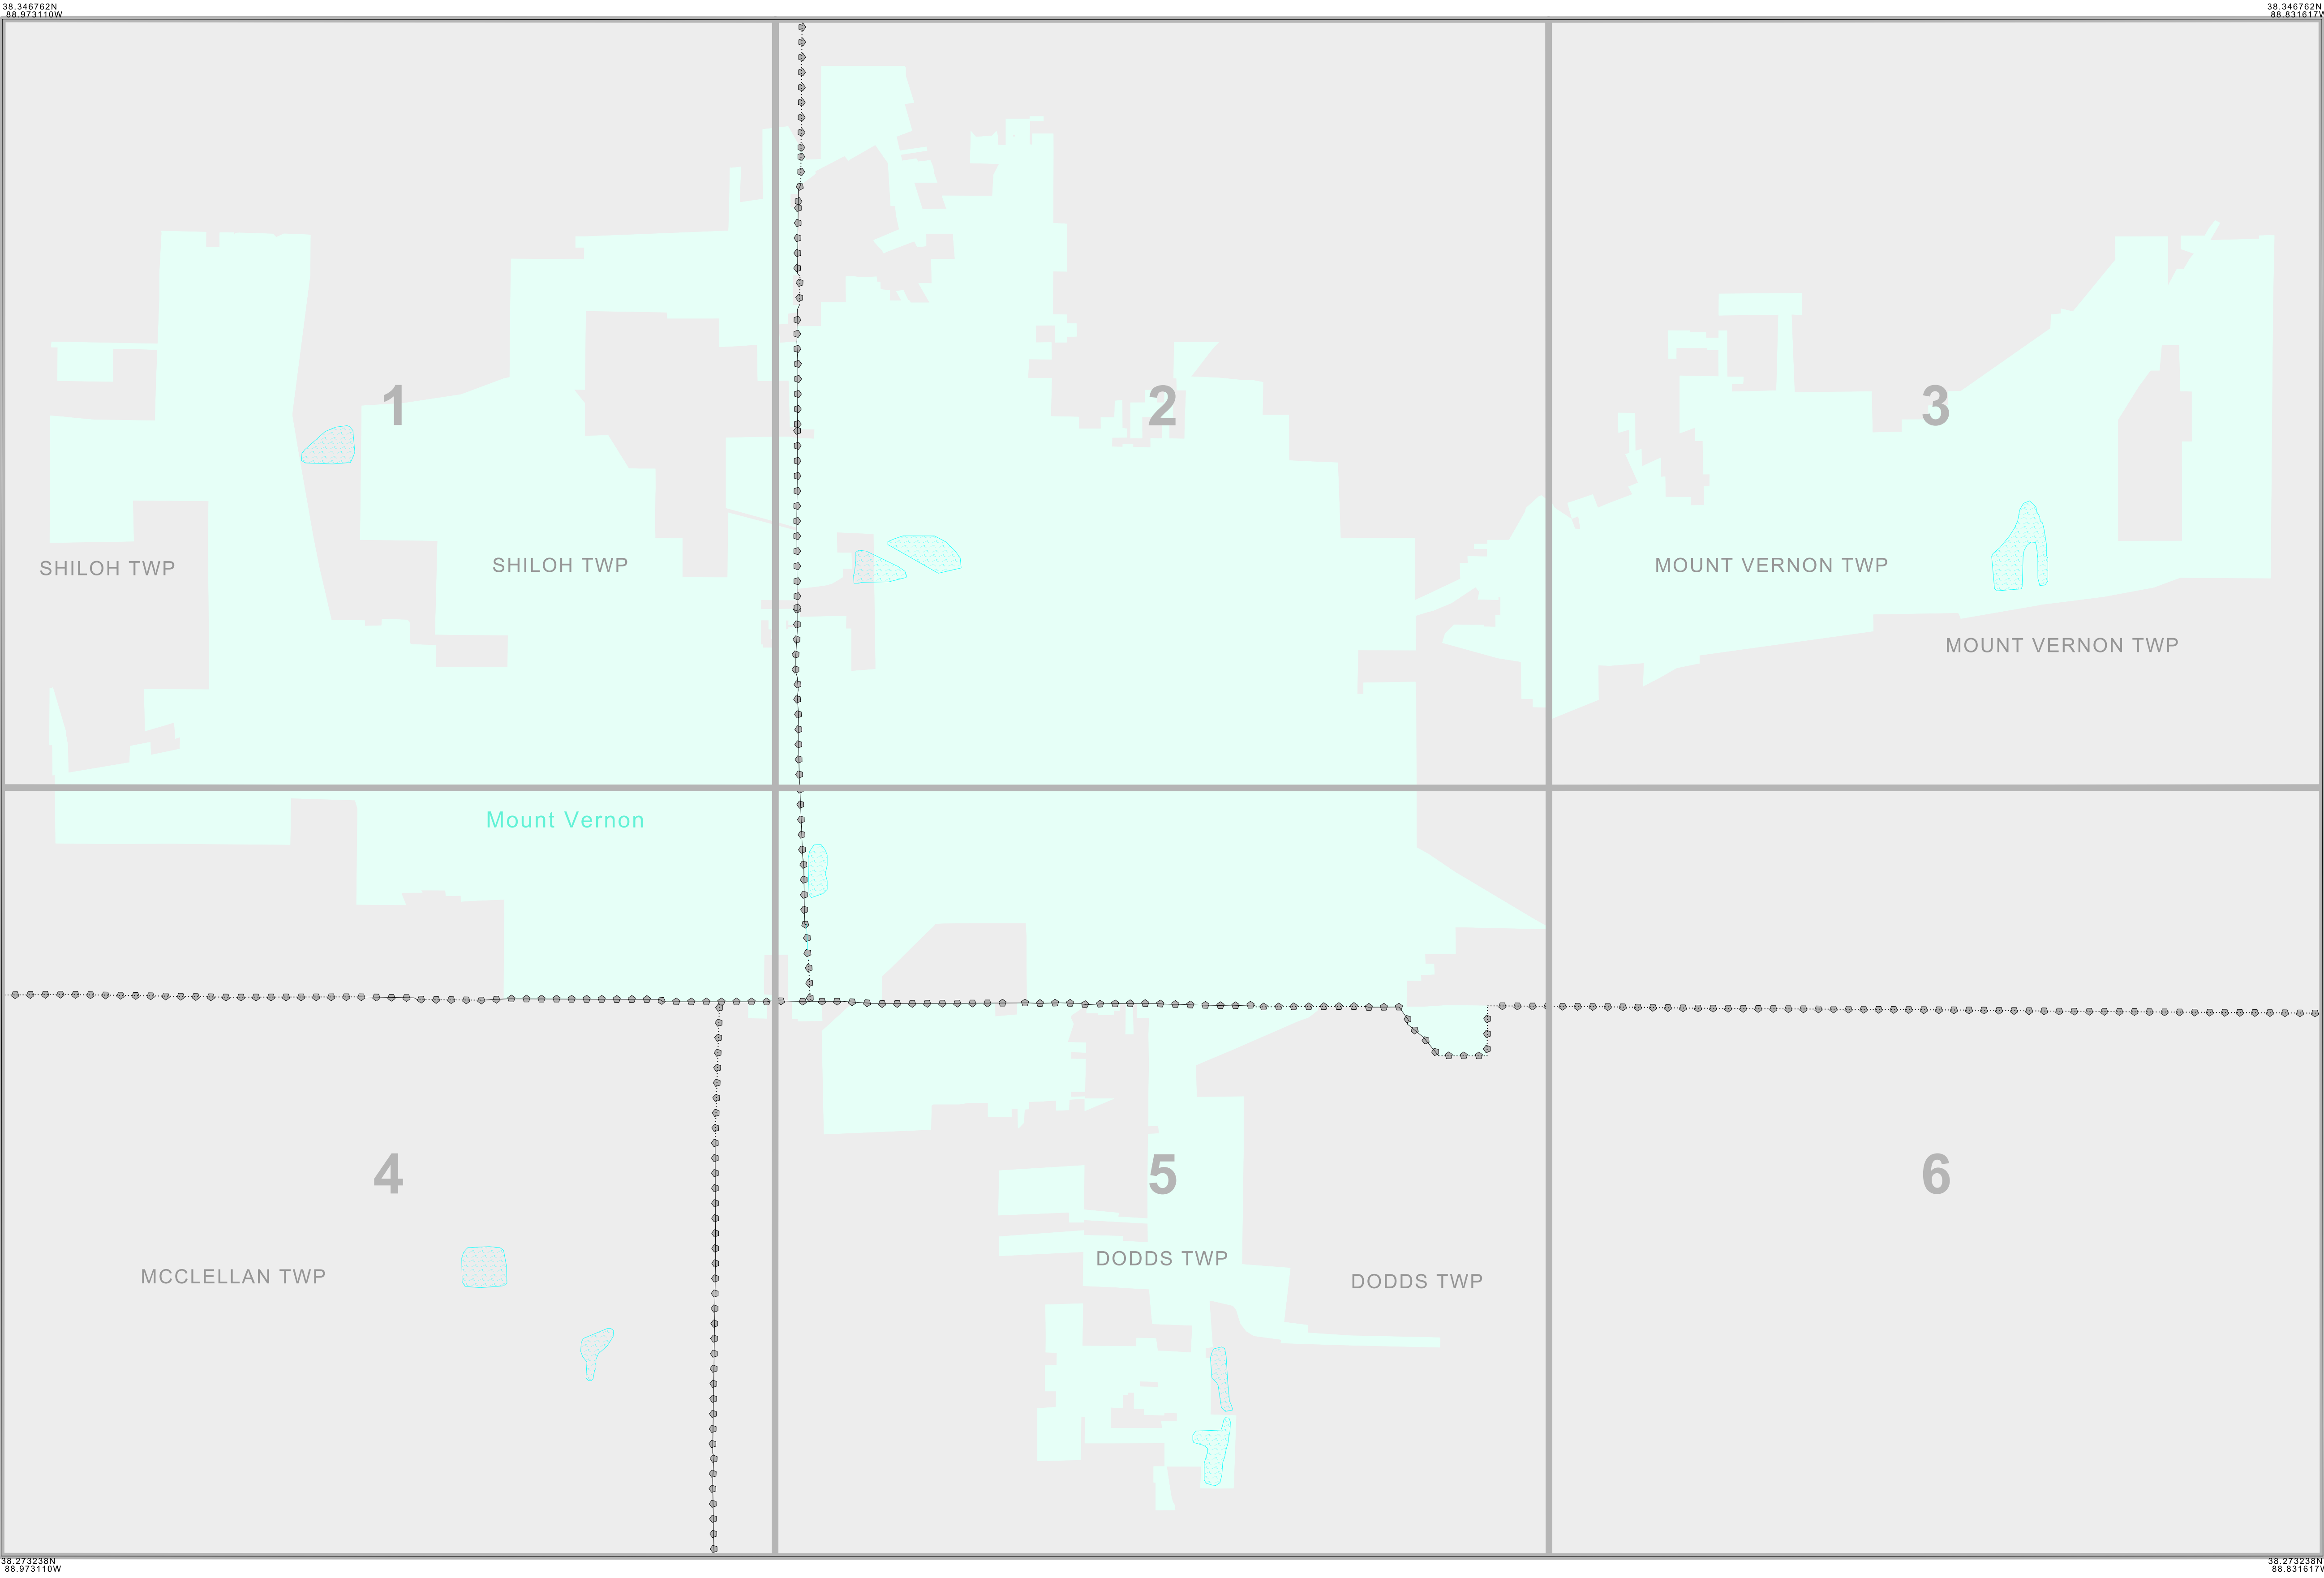 38.346762N
88.973110W
38.346762N
88.831617W
1
2
3
SHILOH TWP
SHILOH TWP
MOUNT VERNON TWP
MOUNT VERNON TWP
Mount Vernon
4
5
6
MCCLELLAN TWP
DODDS TWP
DODDS TWP
38.273238N
88.973110W
38.273238N
88.831617W